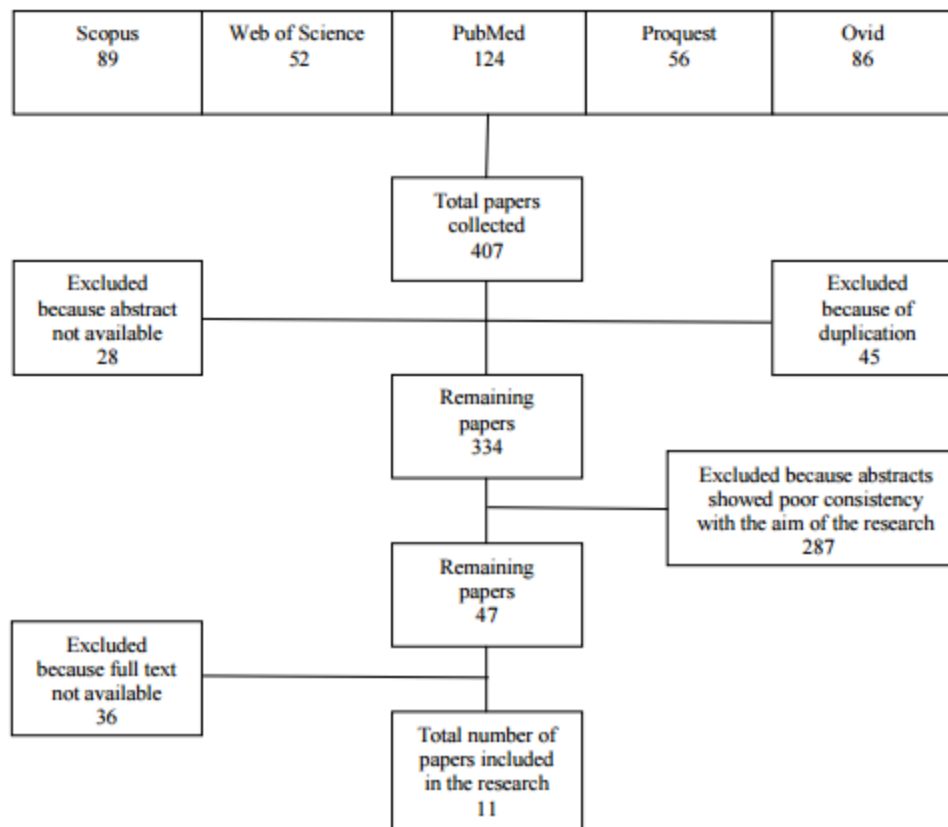 Scopus
89
Web of Science
52
PubMed
124
Proquest
56
Ovid
86
Total papers
collected
407
Excluded
because abstract
not available
28
Excluded
because of
duplication
45
Remaining
papers
334
Excluded because abstracts
showed poor consistency
with the aim of the research
287
Remaining
papers
47
Excluded
because full text
not available
36
Total number of
papers included
in the research
11